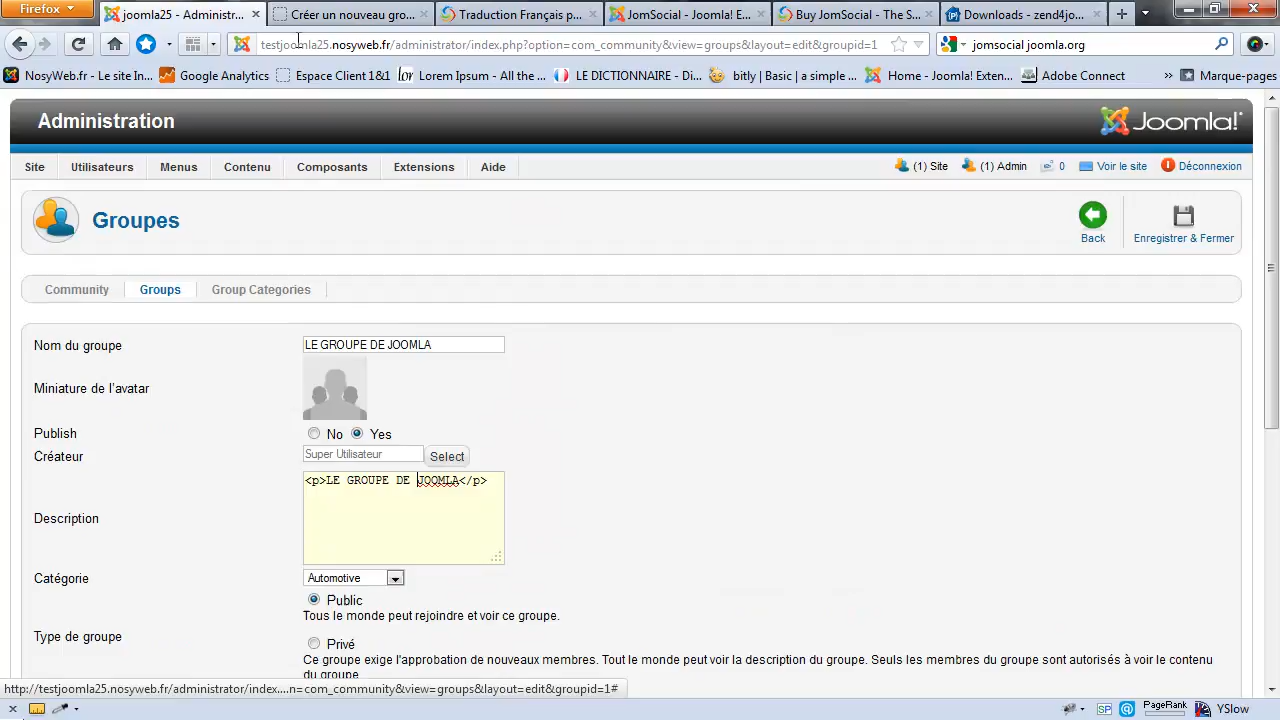 Firefox
joomla25 - Administra...
Créer un nouveau gro...
Traduction Français p...
JomSocial - Joomla! E...
Buy JomSocial - The S...
Downloads - zend4jo...
testjoomla25.nosyweb.fr/administrator/index.php?option=com_community&view=groups&layout=edit&groupid=1
jomsocial joomla.org
NosyWeb.fr - Le site In...
Google Analytics
Espace Client 1&1
Lorem Ipsum - All the ...
LE DICTIONNAIRE - Di...
bitly | Basic | a simple ...
Home - Joomla! Exten...
Adobe Connect
»
Marque-pages
Administration
Joomla!
Site
Utilisateurs
Menus
Contenu
Composants
Extensions
Aide
(1) Site
(1) Admin
0
Voir le site
Déconnexion
Groupes
Back
Enregistrer & Fermer
Community
Groups
Group Categories
Nom du groupe
LE GROUPE DE JOOMLA
Miniature de l'avatar
Publish
No
Yes
Créateur
Super Utilisateur
Select
<p>LE GROUPE DE JOOMLA</p>
Description
Catégorie
Automotive
Public
Tous le monde peut rejoindre et voir ce groupe.
Type de groupe
Privé
Ce groupe exige l'approbation de nouveaux membres. Tout le monde peut voir la description du groupe. Seuls les membres du groupe sont autorisés à voir le contenu
du groupe
http://testjoomla25.nosyweb.fr/administrator/index....n=com_community&view=groups&layout=edit&groupid=1#
SP
PageRank
YSlow